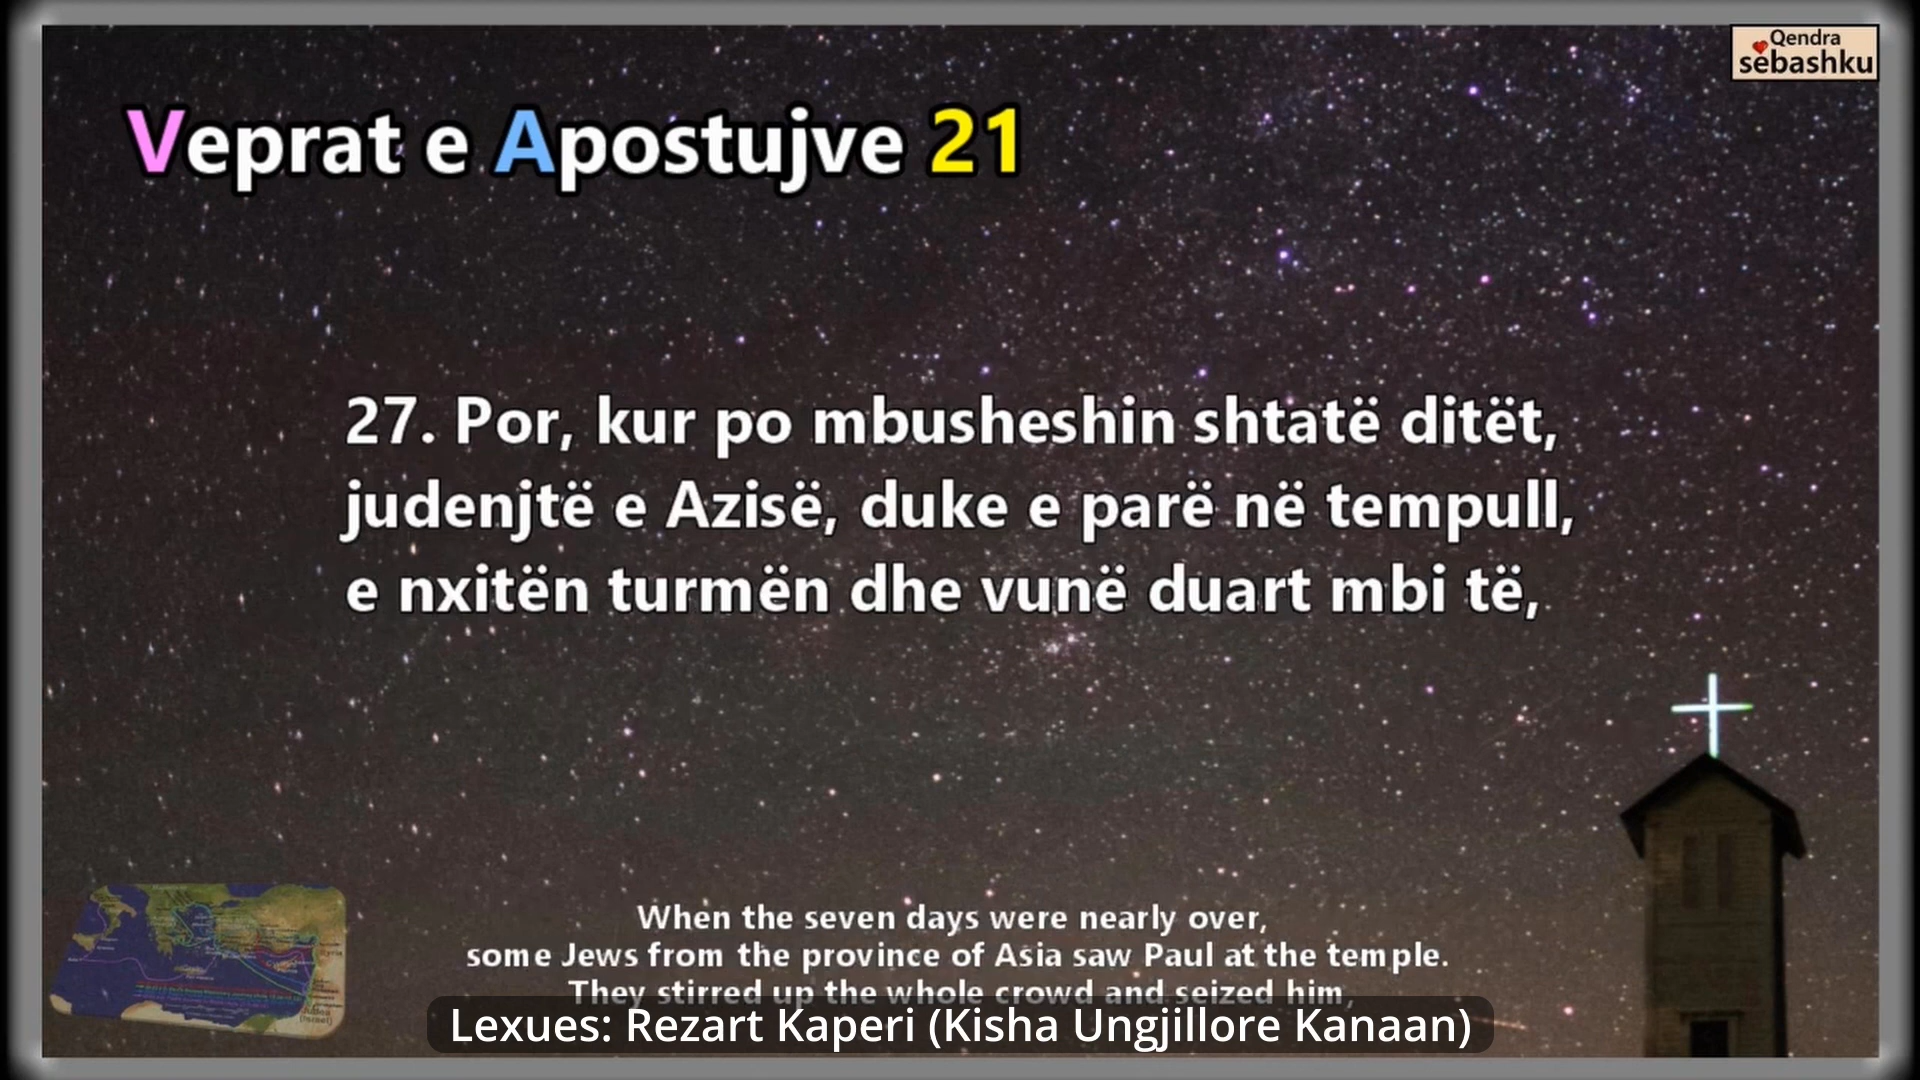 Qendra
sebashku
Veprat e Apostujve 21
27. Por, kur po mbusheshin shtatë ditët,
judenjtë e Azisë, duke e parë në tempull,
e nxitën turmën dhe vunë duart mbi të,
When the seven days were nearly over,
some Jews from the province of Asia saw Paul at the temple.
They stirred up the whole crowd and seized him,
Lexues: Rezart Kaperi (Kisha Ungjillore Kanaan)